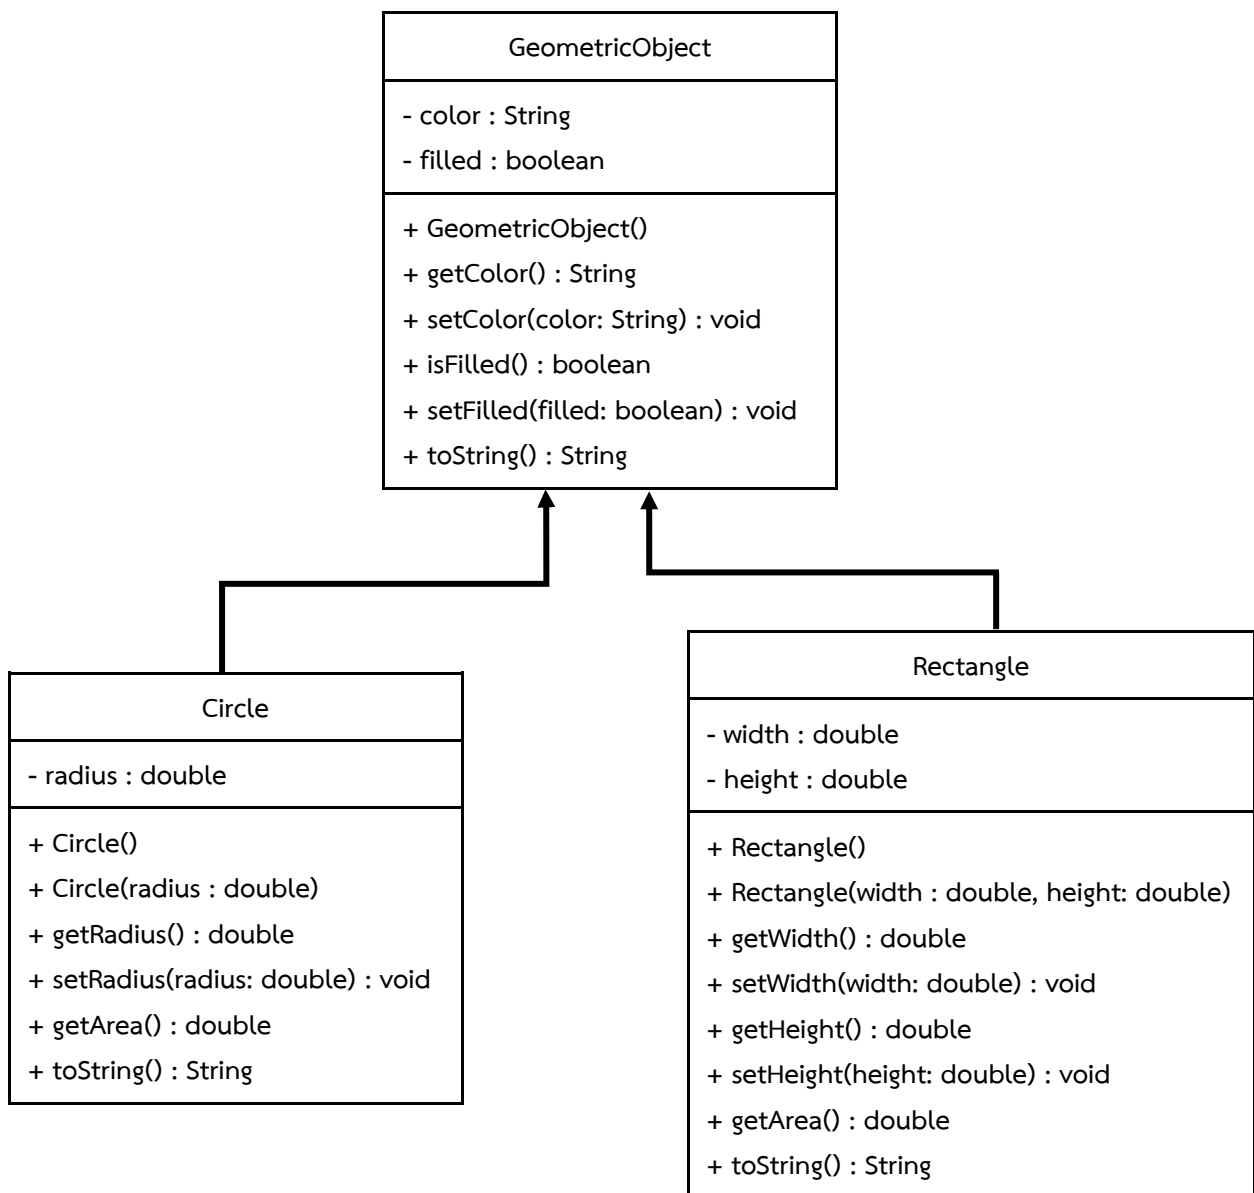 GeometricObject
- color : String
- filled : boolean
+ GeometricObject()
+ getColor() : String
+ setColor(color: String) : void
+ isFilled() : boolean
+ setFilled(filled: boolean) : void
+ toString() : String
Circle
- radius : double
+ Circle()
+ Circle(radius : double)
+ getRadius() : double
+ setRadius(radius: double) : void
+ getArea() : double
+ toString() : String
Rectangle
- width : double
- height : double
+ Rectangle()
+ Rectangle(width : double, height: double)
+ getWidth() : double
+ setWidth(width: double) : void
+ getHeight() : double
+ setHeight(height: double) : void
+ getArea() : double
+ toString() : String